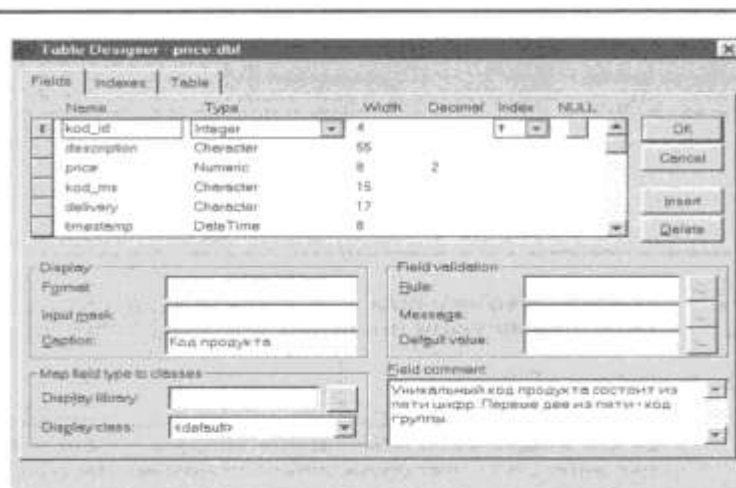 Table Designer - price.dbf
Fields Indexes Table
Name Type Width Decimal Index NULL
kod_id Integer 4 OK
description Character 55
price Numeric 8 2 Cancel
kod_ms Character 15
delivery Character 17 Insert
timestamp DateTime 8 Delete
Display Field validation
Format: Rule:
Input mask: Message:
Caption: Код продукта Default value:
Map field type to classes Field comment
Display library: Уникальный код продукта состоит из
пяти цифр. Первые две из пяти - код
Display class: <default> группы.